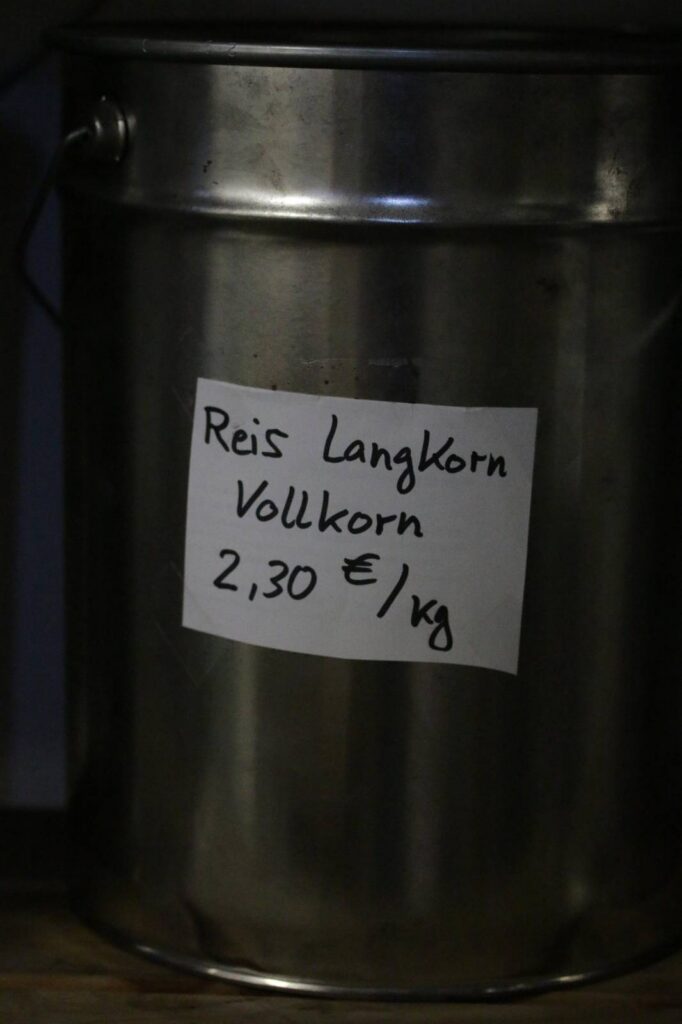 Reis Langkorn
Vollkorn
2,30 €/kg